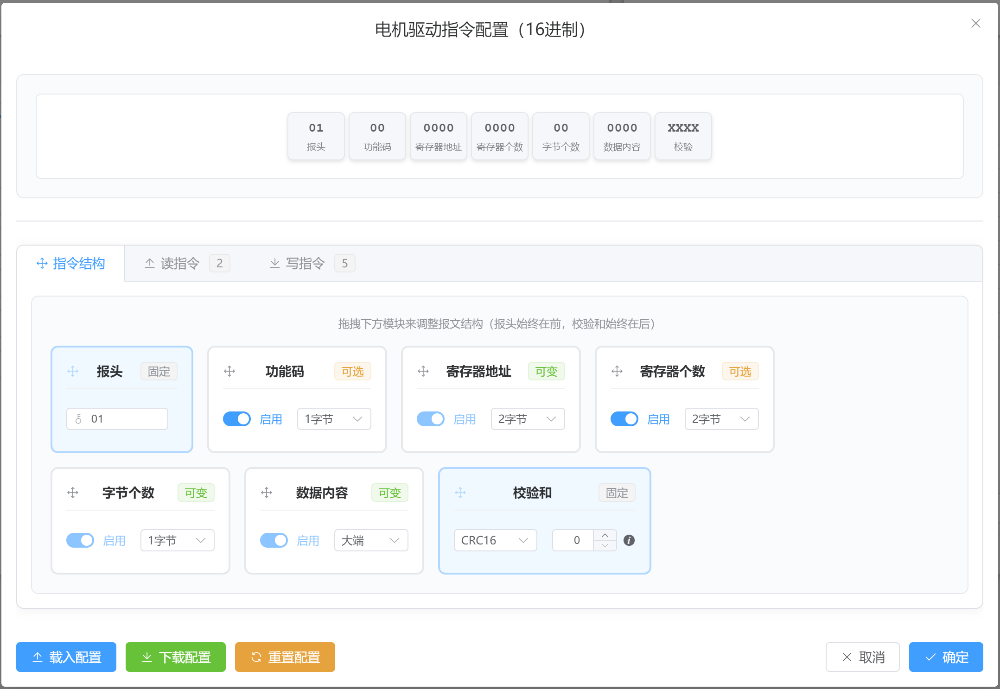 电机驱动指令配置（16进制）
01 00 0000 0000 00 0000 XXXX
报头 功能码 寄存器地址 寄存器个数 字节个数 数据内容 校验
指令结构 读指令 2 写指令 5
拖拽下方模块来调整报文结构（报头始终在前，校验和始终在后）
报头 固定 功能码 可选 寄存器地址 可变 寄存器个数 可选
01 启用 1字节 启用 2字节 启用 2字节
字节个数 可变 数据内容 可变 校验和 固定
启用 1字节 启用 大端 CRC16 0
载入配置 下载配置 重置配置 取消 确定